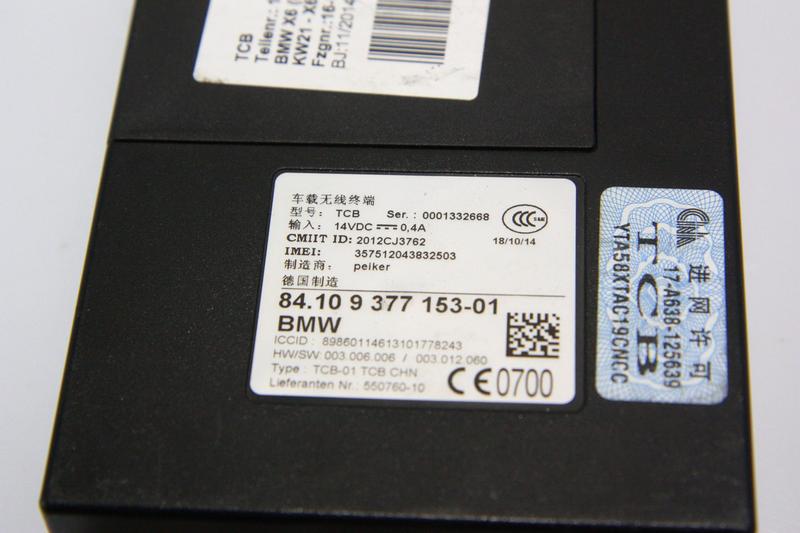 TCB
Teilenr.: 1
BMW X6 (
KW21 - X6
Fzgnr.:16-
BJ:11/2014
车载无线终端
型号: TCB Ser.: 0001332668
输入: 14VDC 0,4A
18/10/14
CMIIT ID: 2012CJ3762
IMEI: 357512043832503
制造商: peiker
德国制造
84.10 9 377 153-01
BMW
ICCID : 89860114613101778243
HW/SW: 003.006.006 / 003.012.060
Type : TCB-01 TCB CHN
Lieferanten Nr.: 550760-10
CE0700
进网许可
17-A638-125639
TCB
YTA58XTAC19CNCC